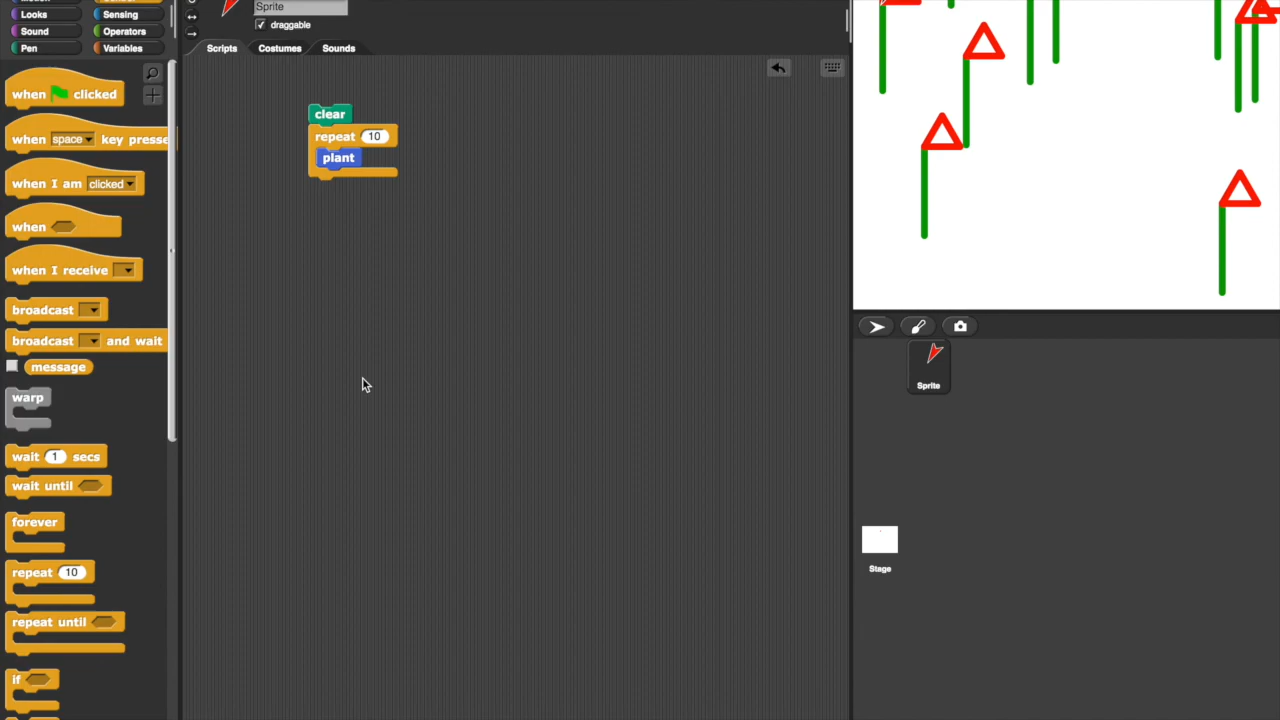 Sprite
Looks
Sensing
draggable
Sound
Operators
Pen
Variables
Scripts
Costumes
Sounds
when clicked
when space key presse
when I am clicked
when
when I receive
broadcast
broadcast and wait
message
warp
wait 1 secs
wait until
forever
repeat 10
repeat until
if
clear
repeat 10
plant
Sprite
Stage